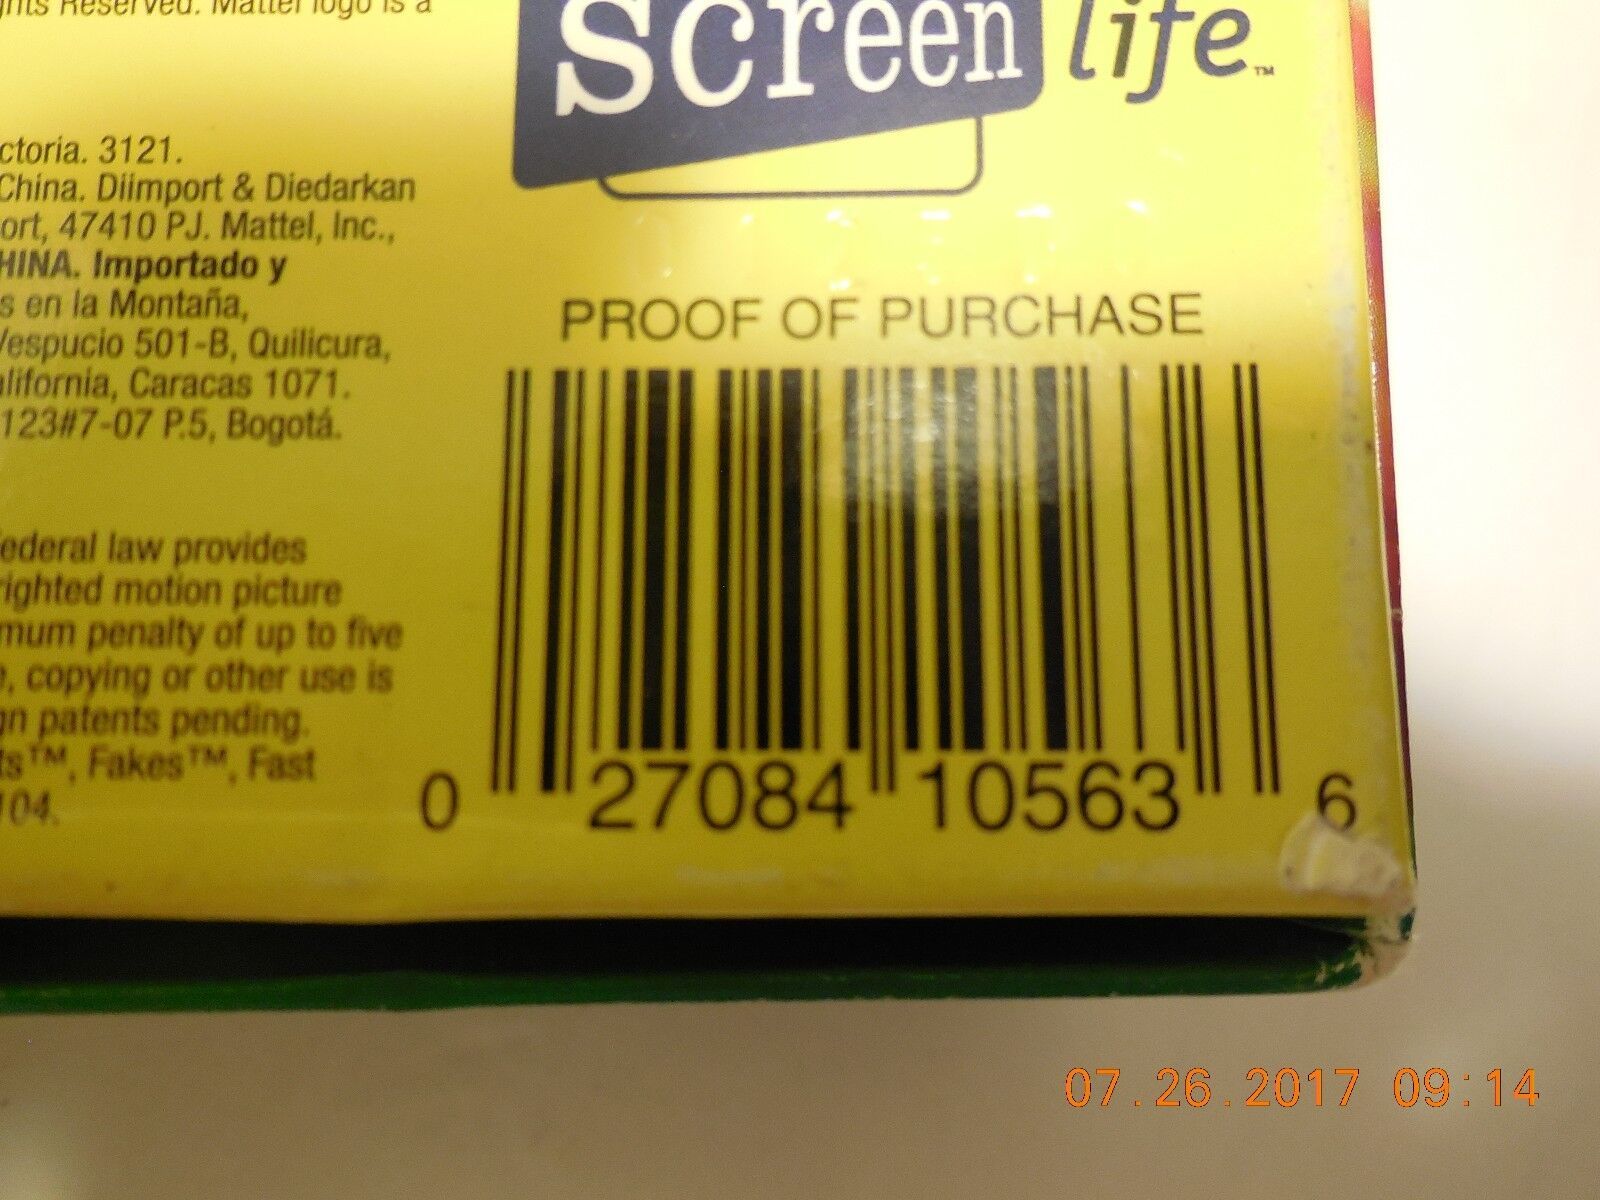 ghts Reserved. Mattel logo is a
screen life™
ctoria. 3121.
China. Diimport & Diedarkan
ort, 47410 PJ. Mattel, Inc.,
HINA. Importado y
s en la Montaña,
Vespucio 501-B, Quilicura,
alifornia, Caracas 1071.
123#7-07 P.5, Bogotá.
PROOF OF PURCHASE
ederal law provides
righted motion picture
mum penalty of up to five
e, copying or other use is
gn patents pending.
ts™, Fakes™, Fast
104.
0 27084 10563 6
07.26.2017 09:14